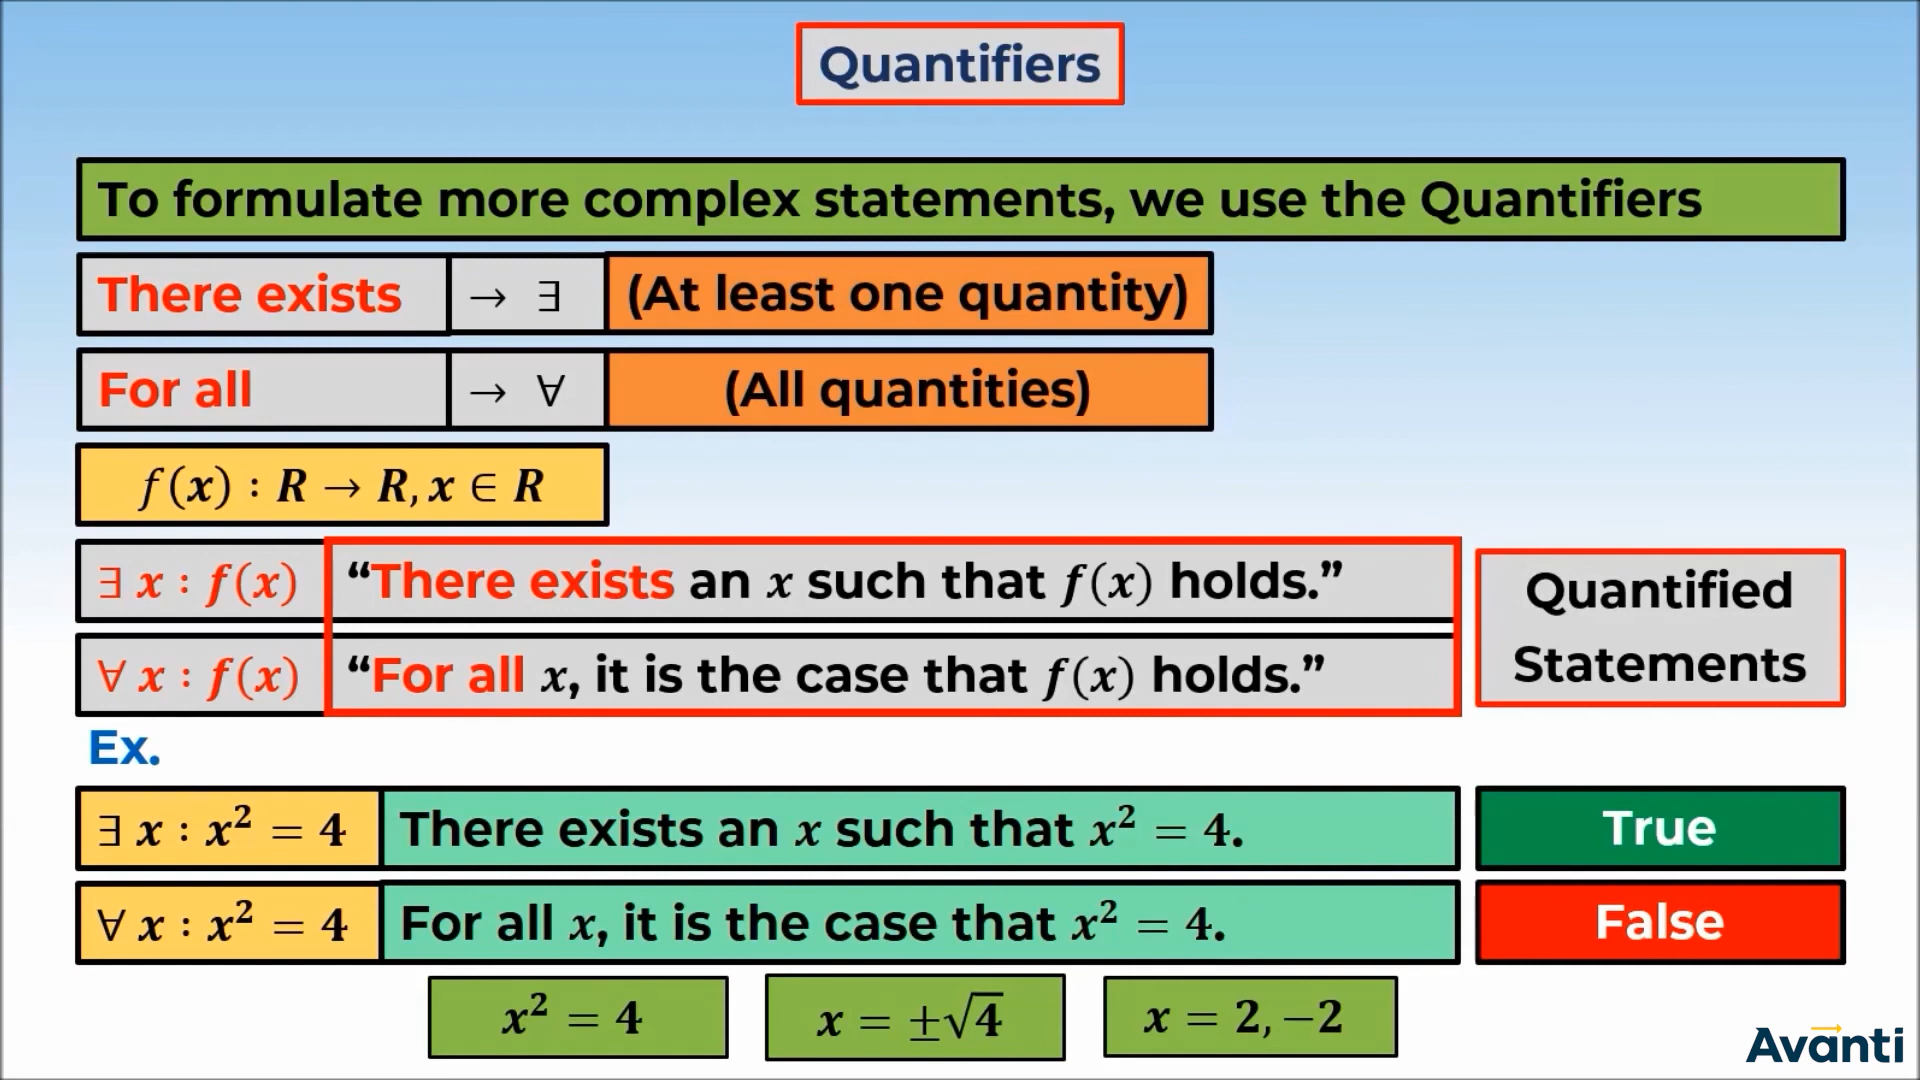 Quantifiers
To formulate more complex statements, we use the Quantifiers
There exists → ∃ (At least one quantity)
For all → ∀ (All quantities)
f(x) : R → R, x ∈ R
∃ x : f(x) “There exists an x such that f(x) holds.”
∀ x : f(x) “For all x, it is the case that f(x) holds.”
Quantified
Statements
Ex.
∃ x : x² = 4 There exists an x such that x² = 4. True
∀ x : x² = 4 For all x, it is the case that x² = 4. False
x² = 4 x = ±√4 x = 2, −2
Avanti